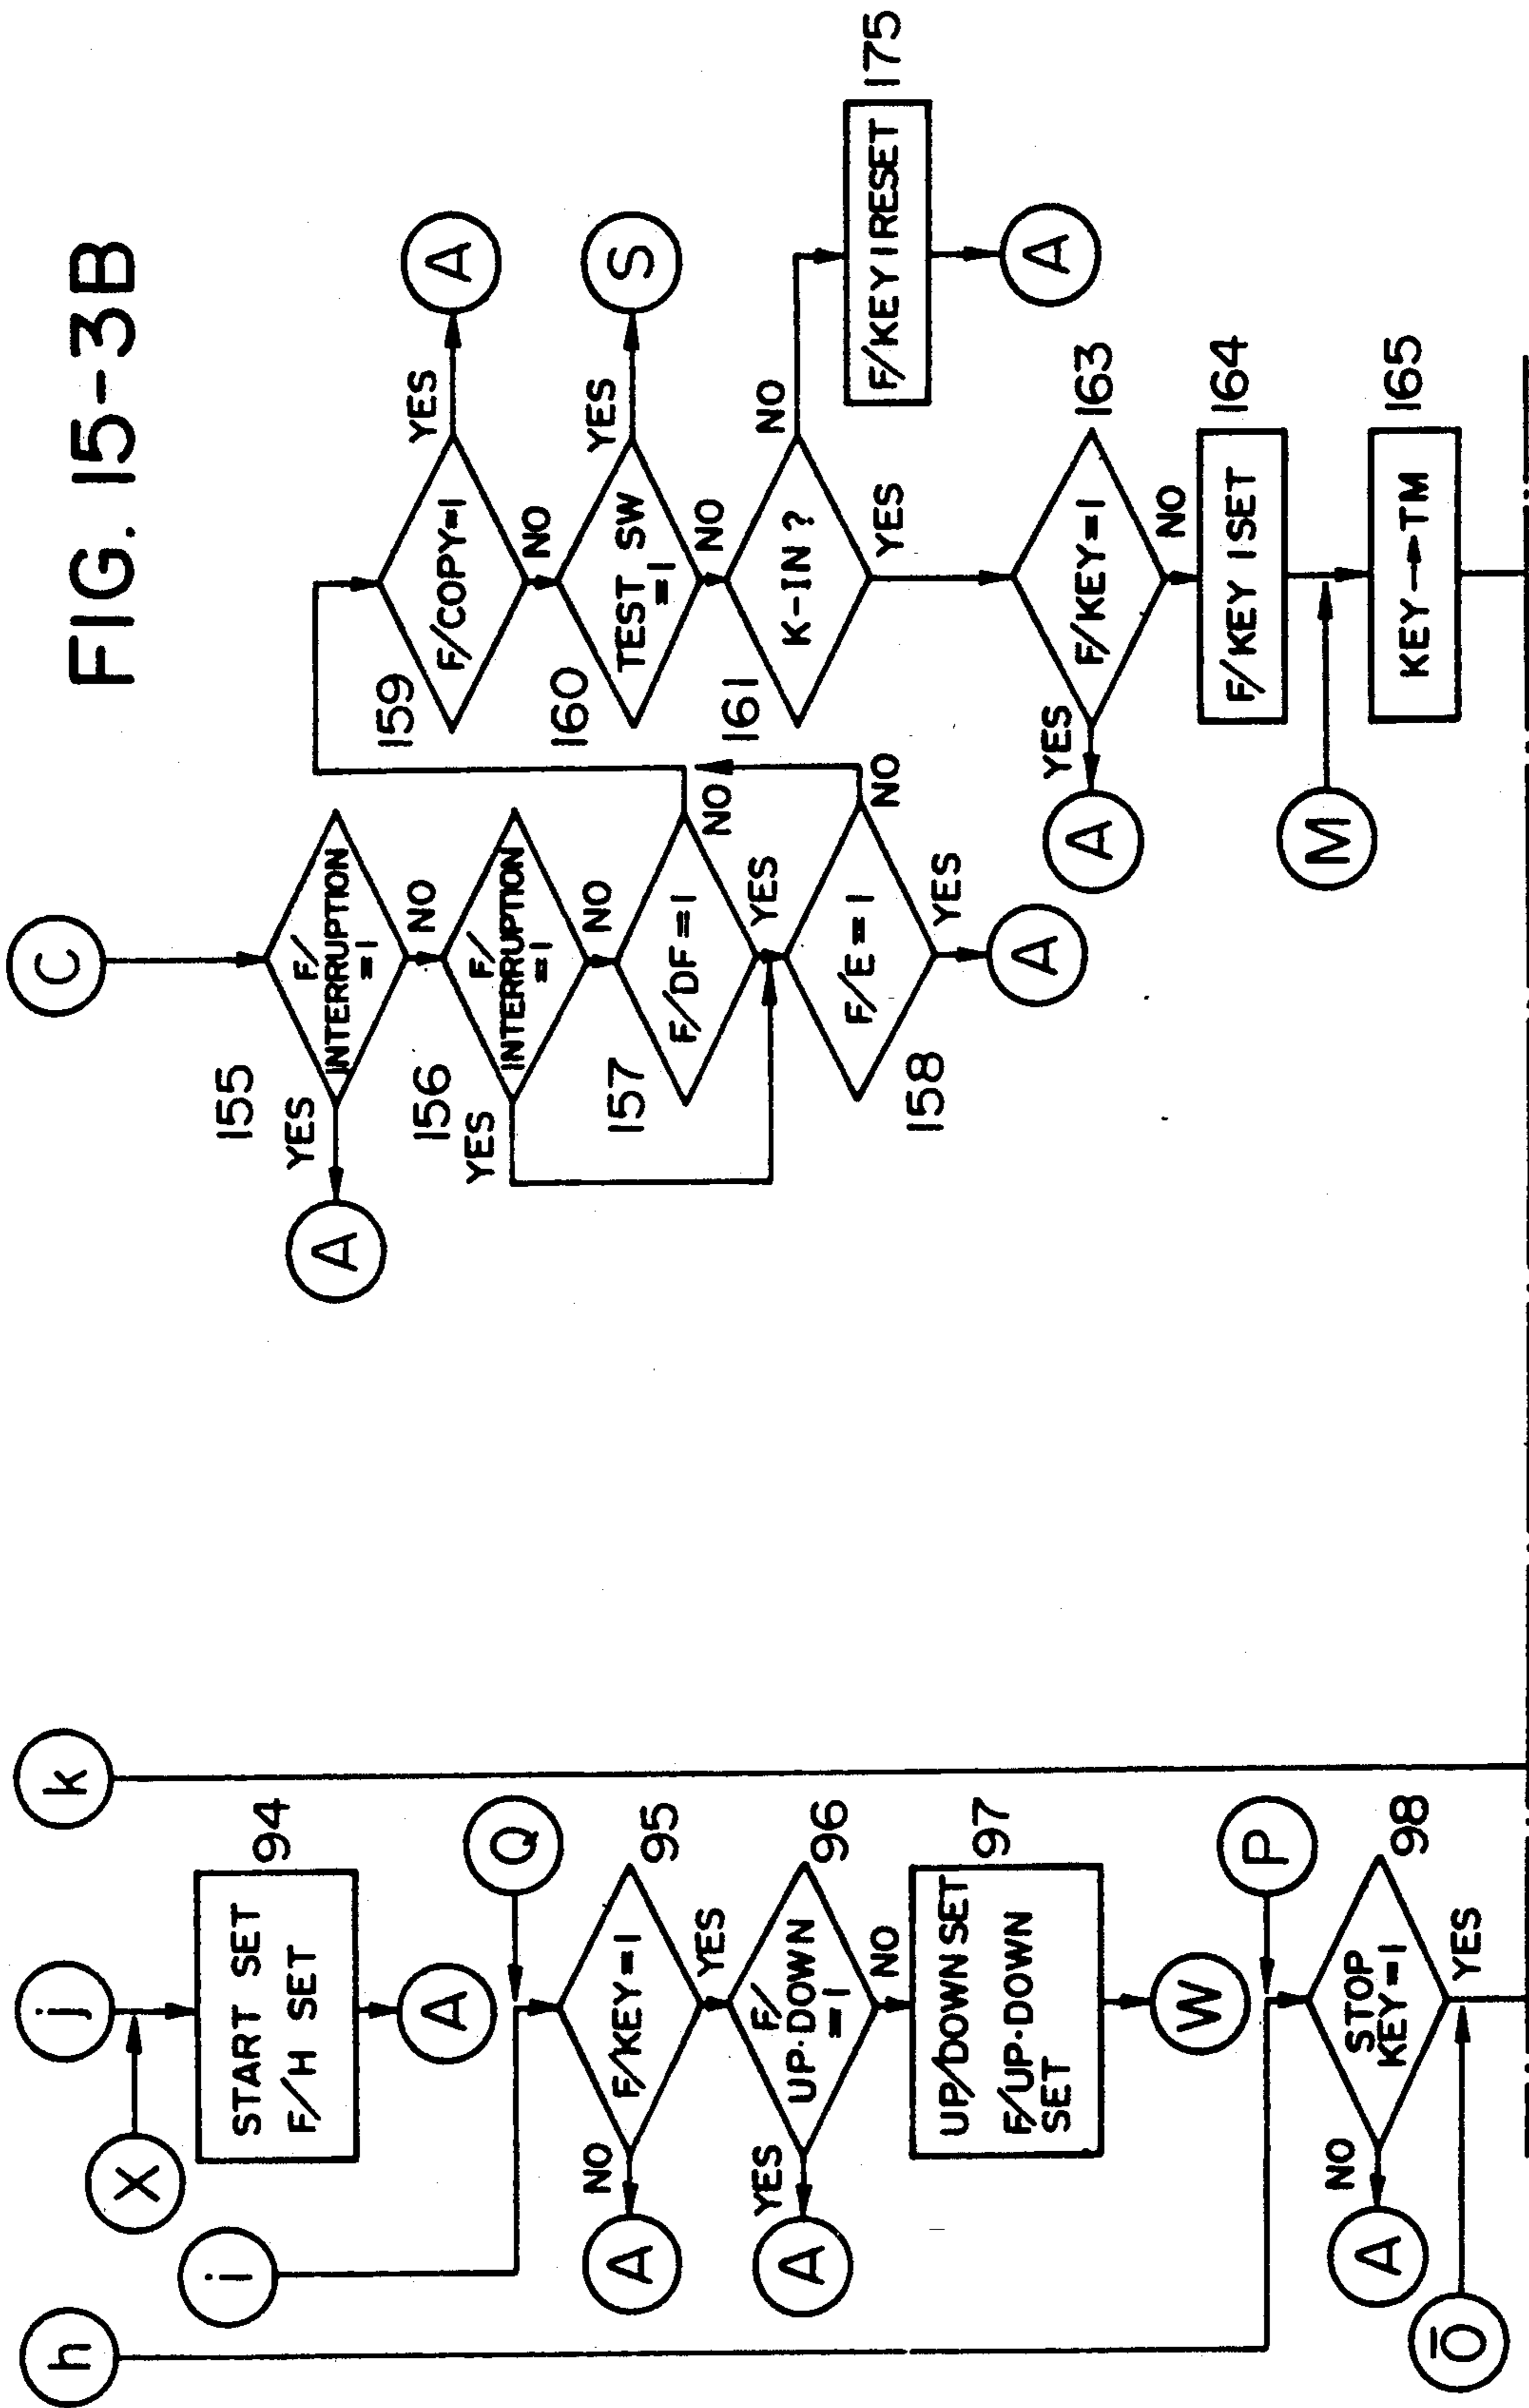 FIG. 15-3B
h
i
X
j
START SET
F/H SET
94
A
Q
F/KEY=1
95
NO
A
YES
F/
UP·DOWN
=1
96
YES
A
NO
UP/DOWN SET
F/UP·DOWN
SET
97
W
P
STOP
KEY=1
98
NO
A
YES
Ō
k
C
155
F/
INTERRUPTION
=1
YES
A
NO
156
F/
INTERRUPTION
=1
YES
NO
157
F/DF=1
NO
YES
158
F/E=1
NO
YES
A
159
F/COPY=1
YES
A
NO
160
TEST SW
=1
YES
S
NO
161
K-IN ?
NO
F/KEY 1 RESET
175
A
YES
F/KEY=1
163
YES
A
NO
F/KEY 1 SET
164
M
KEY→TM
165